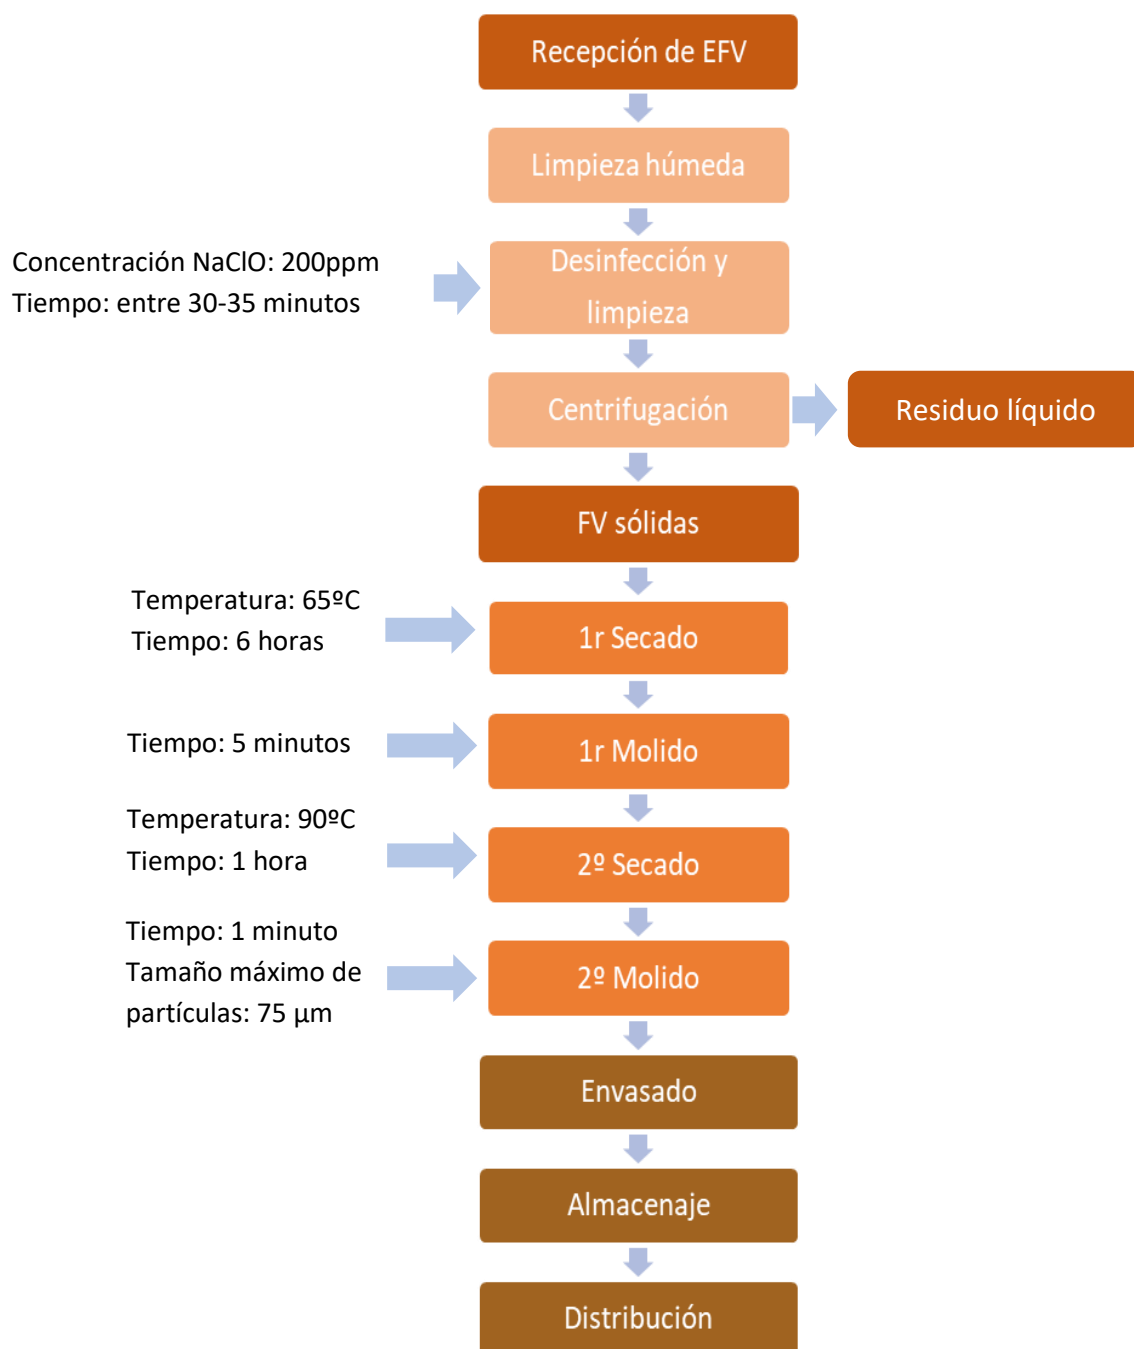 Recepción de EFV
Limpieza húmeda
Concentración NaClO: 200ppm
Tiempo: entre 30-35 minutos
Desinfección y
limpieza
Centrifugación
Residuo líquido
FV sólidas
Temperatura: 65ºC
Tiempo: 6 horas
1r Secado
Tiempo: 5 minutos
1r Molido
Temperatura: 90ºC
Tiempo: 1 hora
2º Secado
Tiempo: 1 minuto
Tamaño máximo de
partículas: 75 µm
2º Molido
Envasado
Almacenaje
Distribución